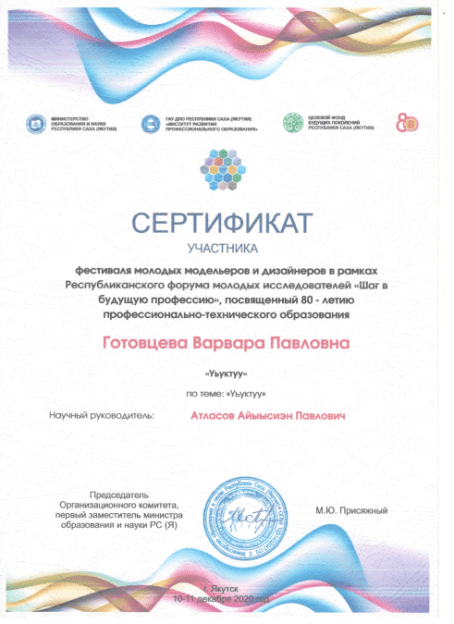 МИНИСТЕРСТВО
ОБРАЗОВАНИЯ И НАУКИ
РЕСПУБЛИКИ САХА (ЯКУТИЯ)
ГАУ ДПО РЕСПУБЛИКИ САХА (ЯКУТИЯ)
«ИНСТИТУТ РАЗВИТИЯ
ПРОФЕССИОНАЛЬНОГО ОБРАЗОВАНИЯ»
ЦЕЛЕВОЙ ФОНД
БУДУЩИХ ПОКОЛЕНИЙ
РЕСПУБЛИКИ САХА (ЯКУТИЯ)
80
СЕРТИФИКАТ
УЧАСТНИКА
фестиваля молодых модельеров и дизайнеров в рамках
Республиканского форума молодых исследователей «Шаг в
будущую профессию», посвященный 80 - летию
профессионально-технического образования
Готовцева Варвара Павловна
«Уьуктуу»
по теме: «Уьуктуу»
Научный руководитель: Атласов Айыысиэн Павлович
Председатель
Организационного комитета,
первый заместитель министра
образования и науки РС (Я)
М.Ю. Присяжный
г. Якутск
10-11 декабря 2020 год